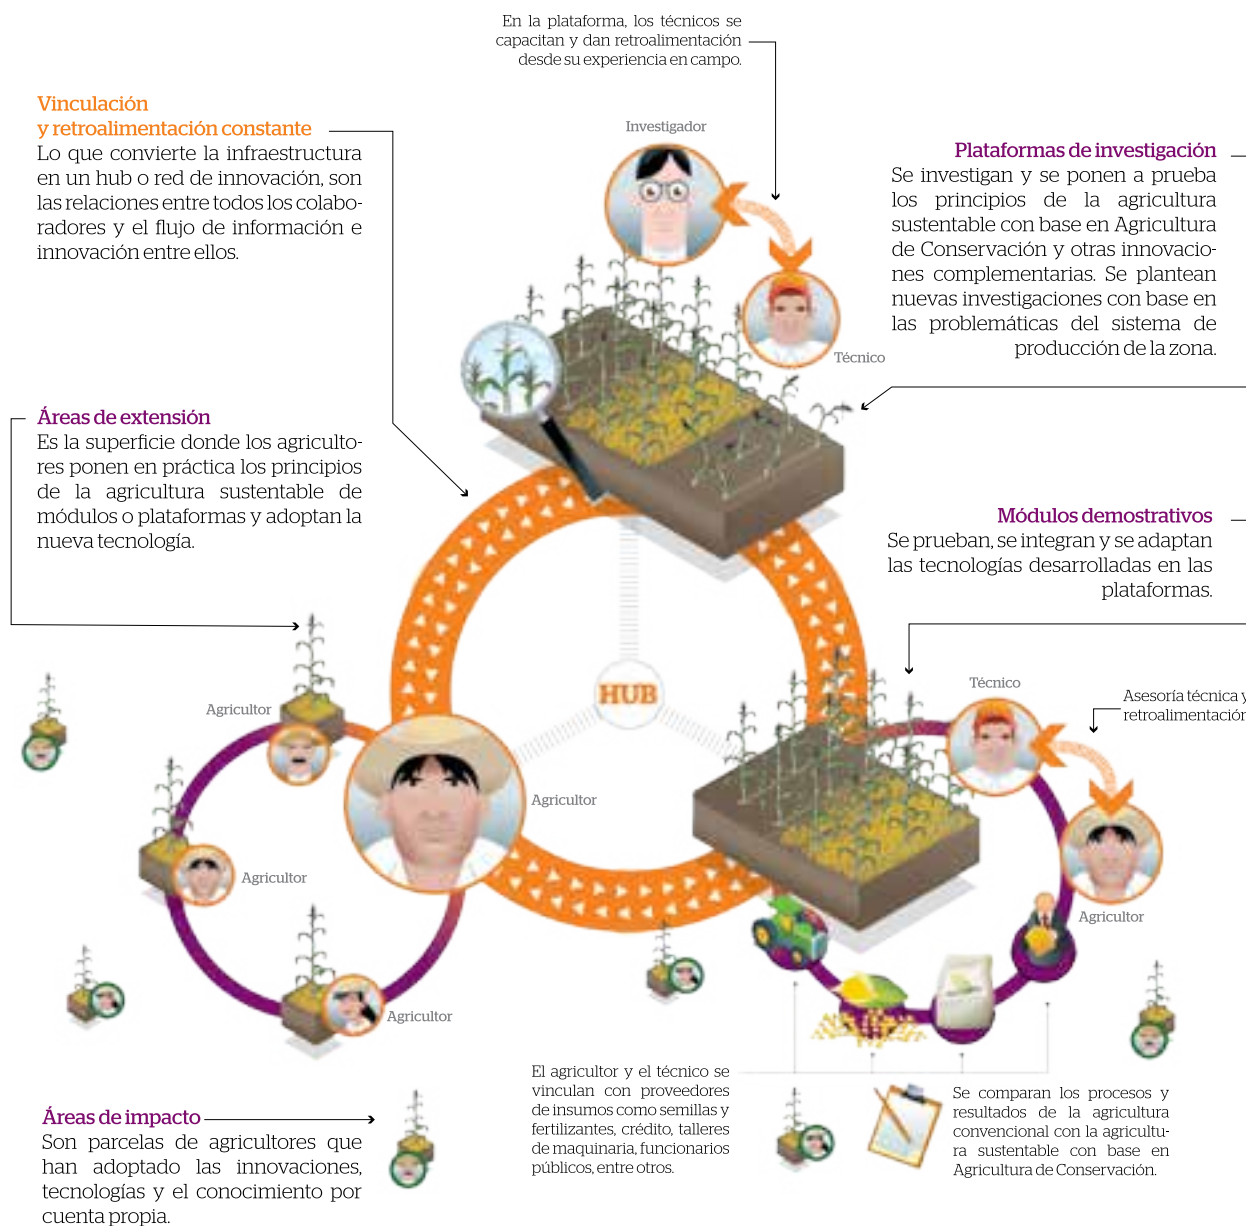 En la plataforma, los técnicos se
capacitan y dan retroalimentación
desde su experiencia en campo.
Vinculación
y retroalimentación constante
Lo que convierte la infraestructura
en un hub o red de innovación, son
las relaciones entre todos los colabo-
radores y el flujo de información e
innovación entre ellos.
Investigador
Técnico
Plataformas de investigación
Se investigan y se ponen a prueba
los principios de la agricultura
sustentable con base en Agricultura
de Conservación y otras innovacio-
nes complementarias. Se plantean
nuevas investigaciones con base en
las problemáticas del sistema de
producción de la zona.
Áreas de extensión
Es la superficie donde los agriculto-
res ponen en práctica los principios
de la agricultura sustentable de
módulos o plataformas y adoptan la
nueva tecnología.
Módulos demostrativos
Se prueban, se integran y se adaptan
las tecnologías desarrolladas en las
plataformas.
HUB
Técnico
Asesoría técnica y
retroalimentación
Agricultor
Agricultor
Agricultor
Agricultor
Agricultor
El agricultor y el técnico se
vinculan con proveedores
de insumos como semillas y
fertilizantes, crédito, talleres
de maquinaria, funcionarios
públicos, entre otros.
Se comparan los procesos y
resultados de la agricultura
convencional con la agricultu-
ra sustentable con base en
Agricultura de Conservación.
Áreas de impacto
Son parcelas de agricultores que
han adoptado las innovaciones,
tecnologías y el conocimiento por
cuenta propia.